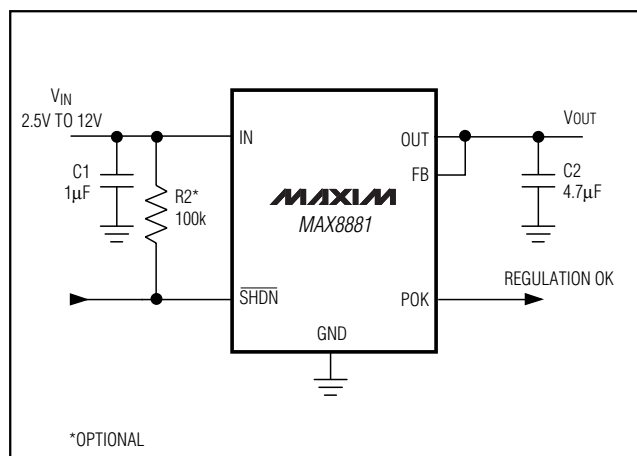 VIN
2.5V TO 12V
C1
1µF
R2*
100k
IN
SHDN
MAXIM
MAX8881
GND
OUT
FB
POK
VOUT
C2
4.7µF
REGULATION OK
*OPTIONAL